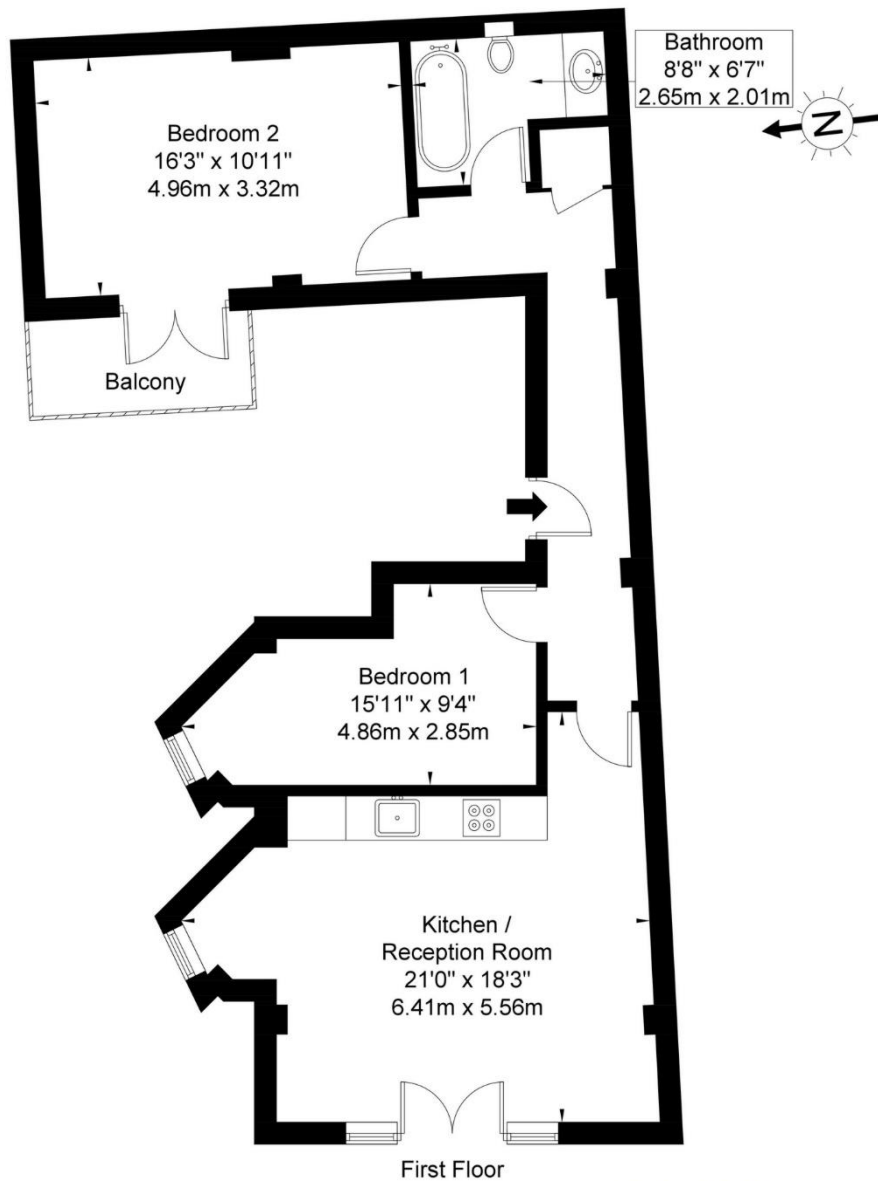 Bathroom
8'8" x 6'7"
2.65m x 2.01m
N
Bedroom 2
16'3" x 10'11"
4.96m x 3.32m
Balcony
Bedroom 1
15'11" x 9'4"
4.86m x 2.85m
Kitchen /
Reception Room
21'0" x 18'3"
6.41m x 5.56m
First Floor